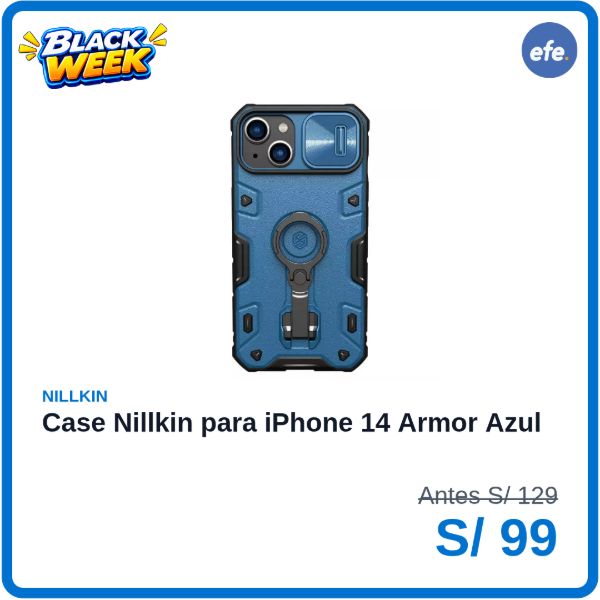 BLACK
WEEK
efe.
NILLKIN
Case Nillkin para iPhone 14 Armor Azul
Antes S/ 129
S/ 99